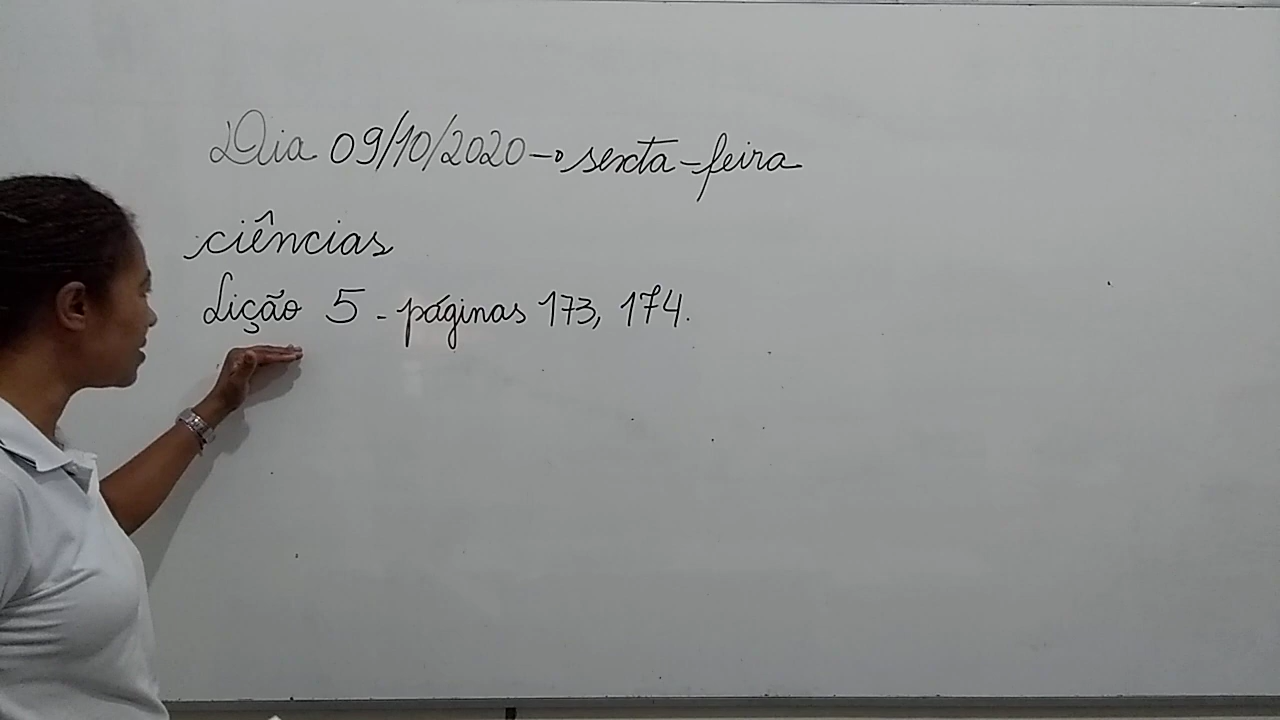 Dia 09/10/2020 → sexta-feira
ciências
Lição 5 - páginas 173, 174.